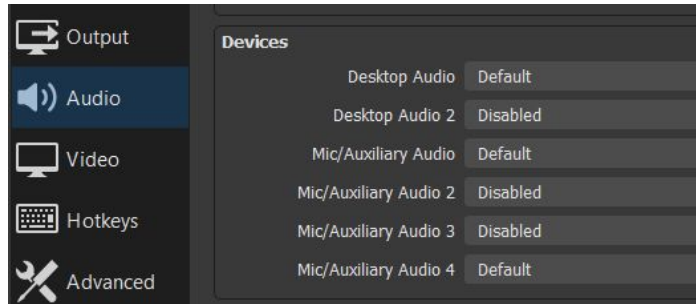 Output
Audio
Video
Hotkeys
Advanced
Devices
Desktop Audio Default
Desktop Audio 2 Disabled
Mic/Auxiliary Audio Default
Mic/Auxiliary Audio 2 Disabled
Mic/Auxiliary Audio 3 Disabled
Mic/Auxiliary Audio 4 Default